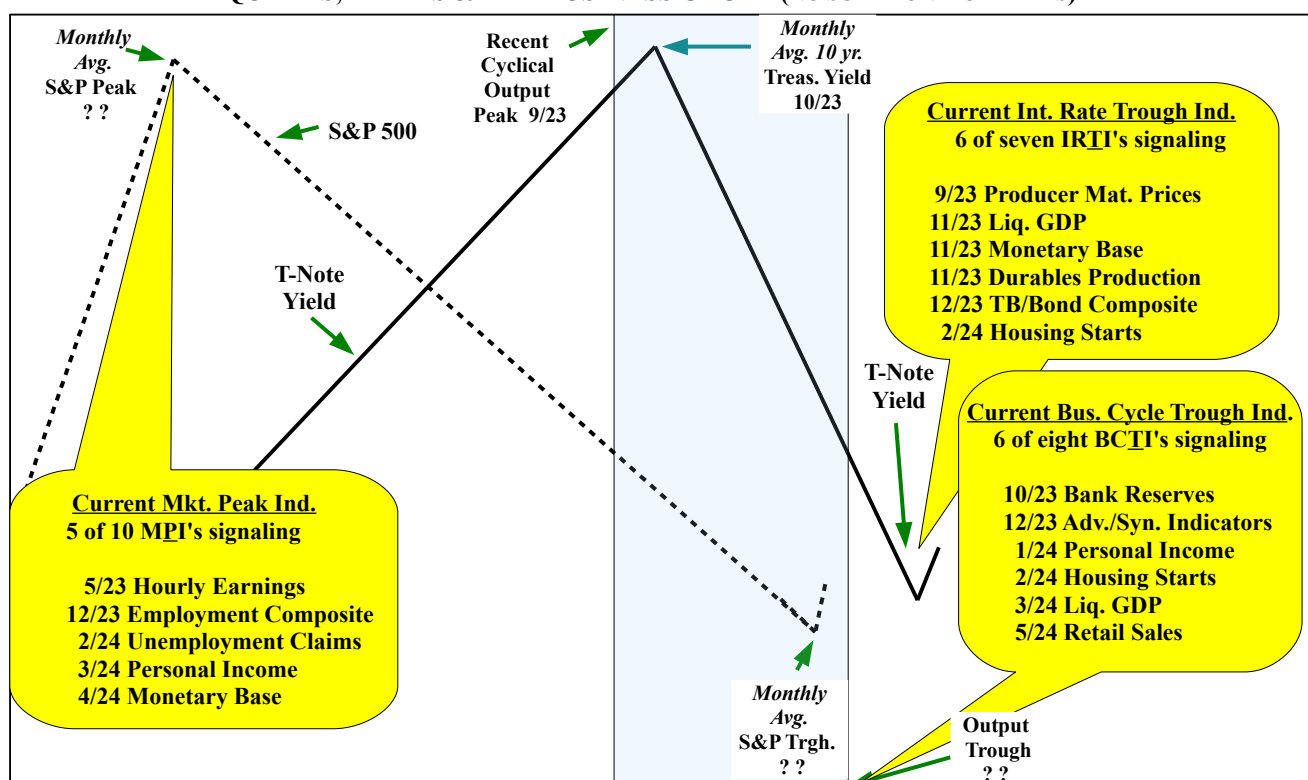 Monthly
Avg.
S&P Peak
? ?
S&P 500
Recent
Cyclical
Output
Peak 9/23
Monthly
Avg. 10 yr.
Treas. Yield
10/23
Current Int. Rate Trough Ind.
6 of seven IRTI's signaling
9/23 Producer Mat. Prices
11/23 Liq. GDP
11/23 Monetary Base
11/23 Durables Production
12/23 TB/Bond Composite
2/24 Housing Starts
T-Note
Yield
T-Note
Yield
Current Bus. Cycle Trough Ind.
6 of eight BCTI's signaling
10/23 Bank Reserves
12/23 Adv./Syn. Indicators
1/24 Personal Income
2/24 Housing Starts
3/24 Liq. GDP
5/24 Retail Sales
Current Mkt. Peak Ind.
5 of 10 MPI's signaling
5/23 Hourly Earnings
12/23 Employment Composite
2/24 Unemployment Claims
3/24 Personal Income
4/24 Monetary Base
Monthly
Avg.
S&P Trgh.
? ?
Output
Trough
? ?